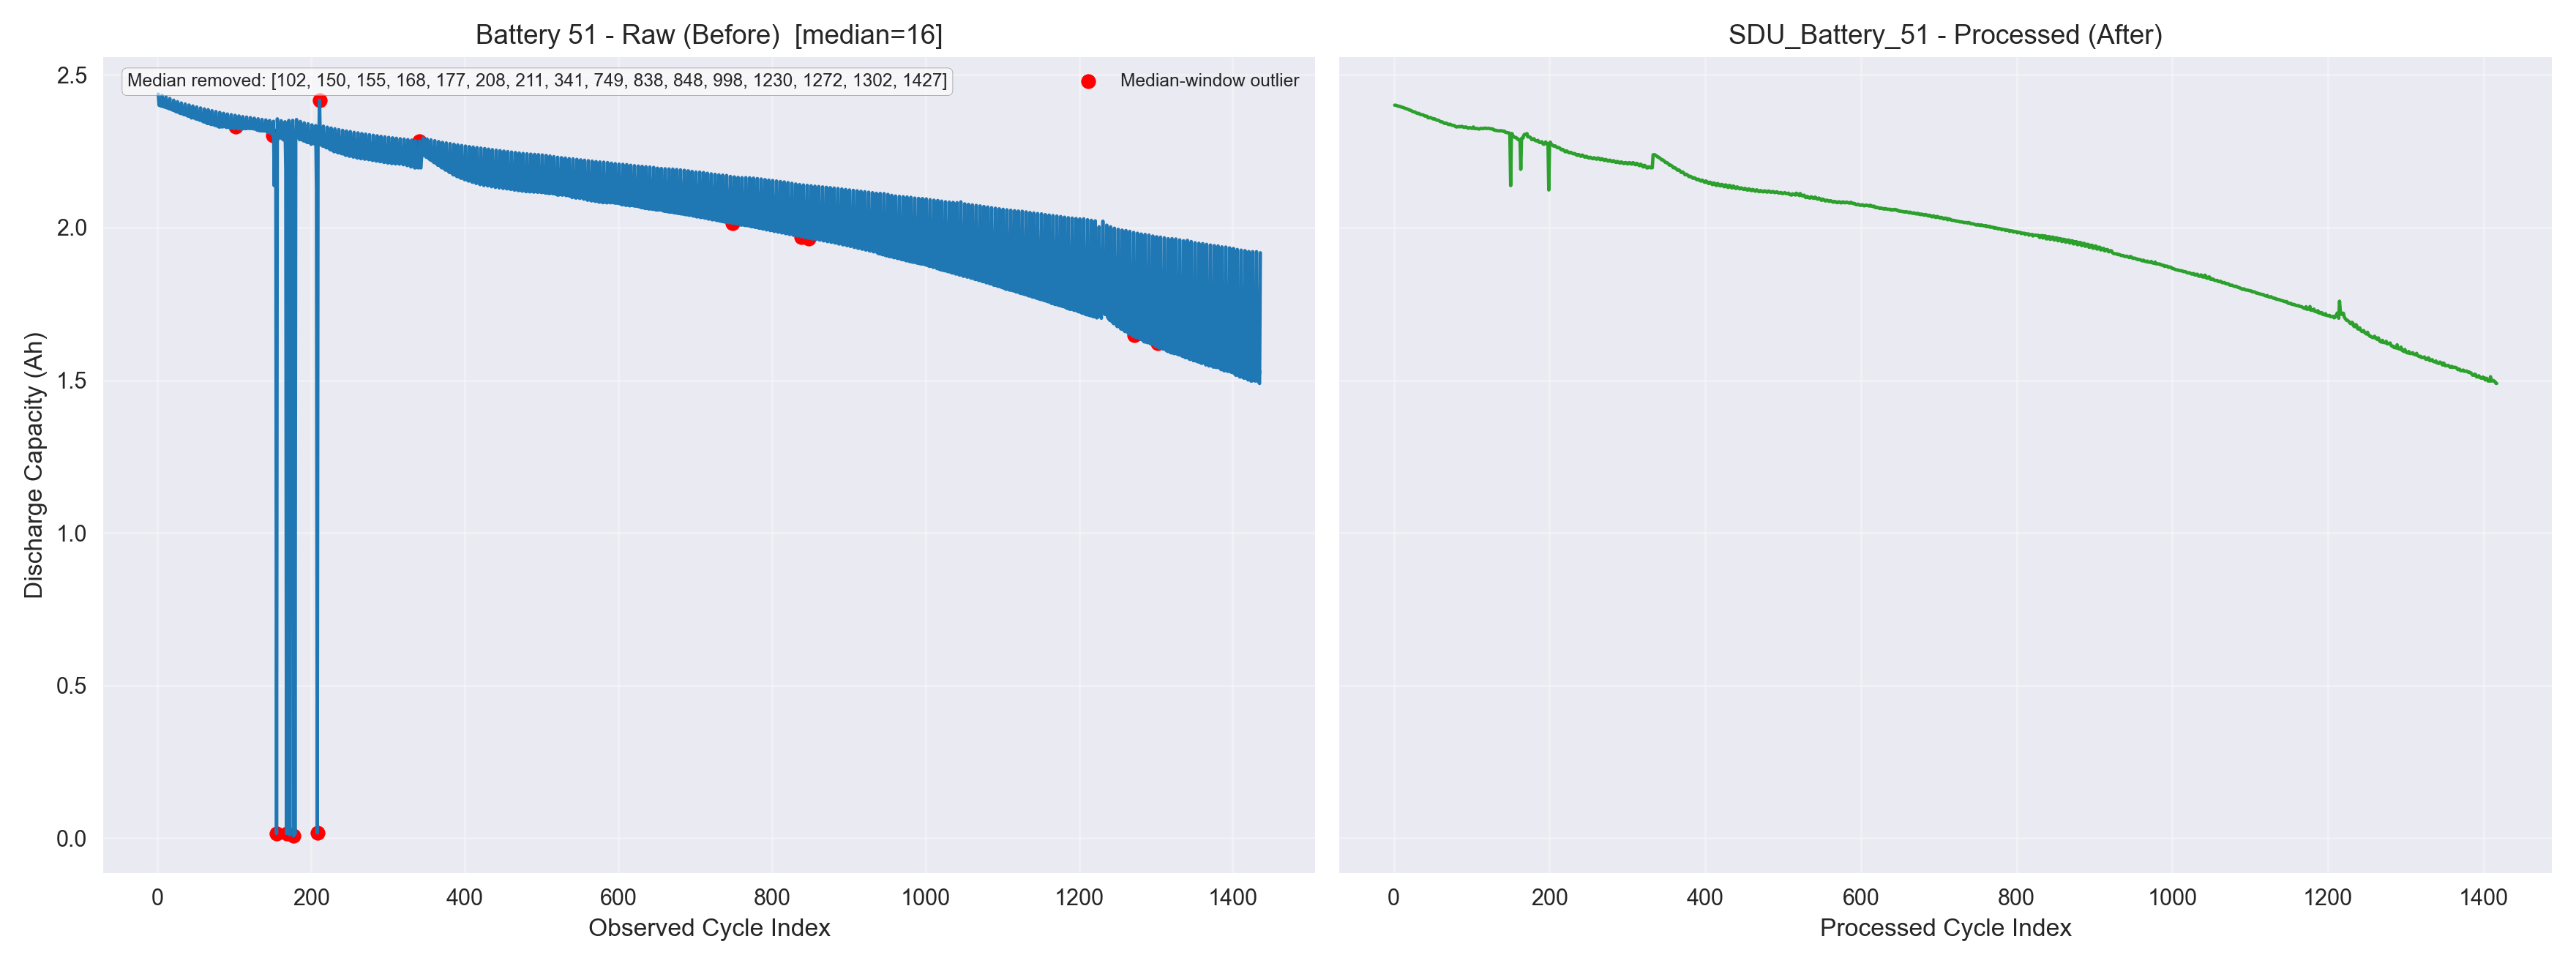 Battery 51 - Raw (Before)  [median=16]
Median removed: [102, 150, 155, 168, 177, 208, 211, 341, 749, 838, 848, 998, 1230, 1272, 1302, 1427]
Median-window outlier
2.5
2.0
1.5
1.0
0.5
0.0
Discharge Capacity (Ah)
0 200 400 600 800 1000 1200 1400
Observed Cycle Index
SDU_Battery_51 - Processed (After)
0 200 400 600 800 1000 1200 1400
Processed Cycle Index